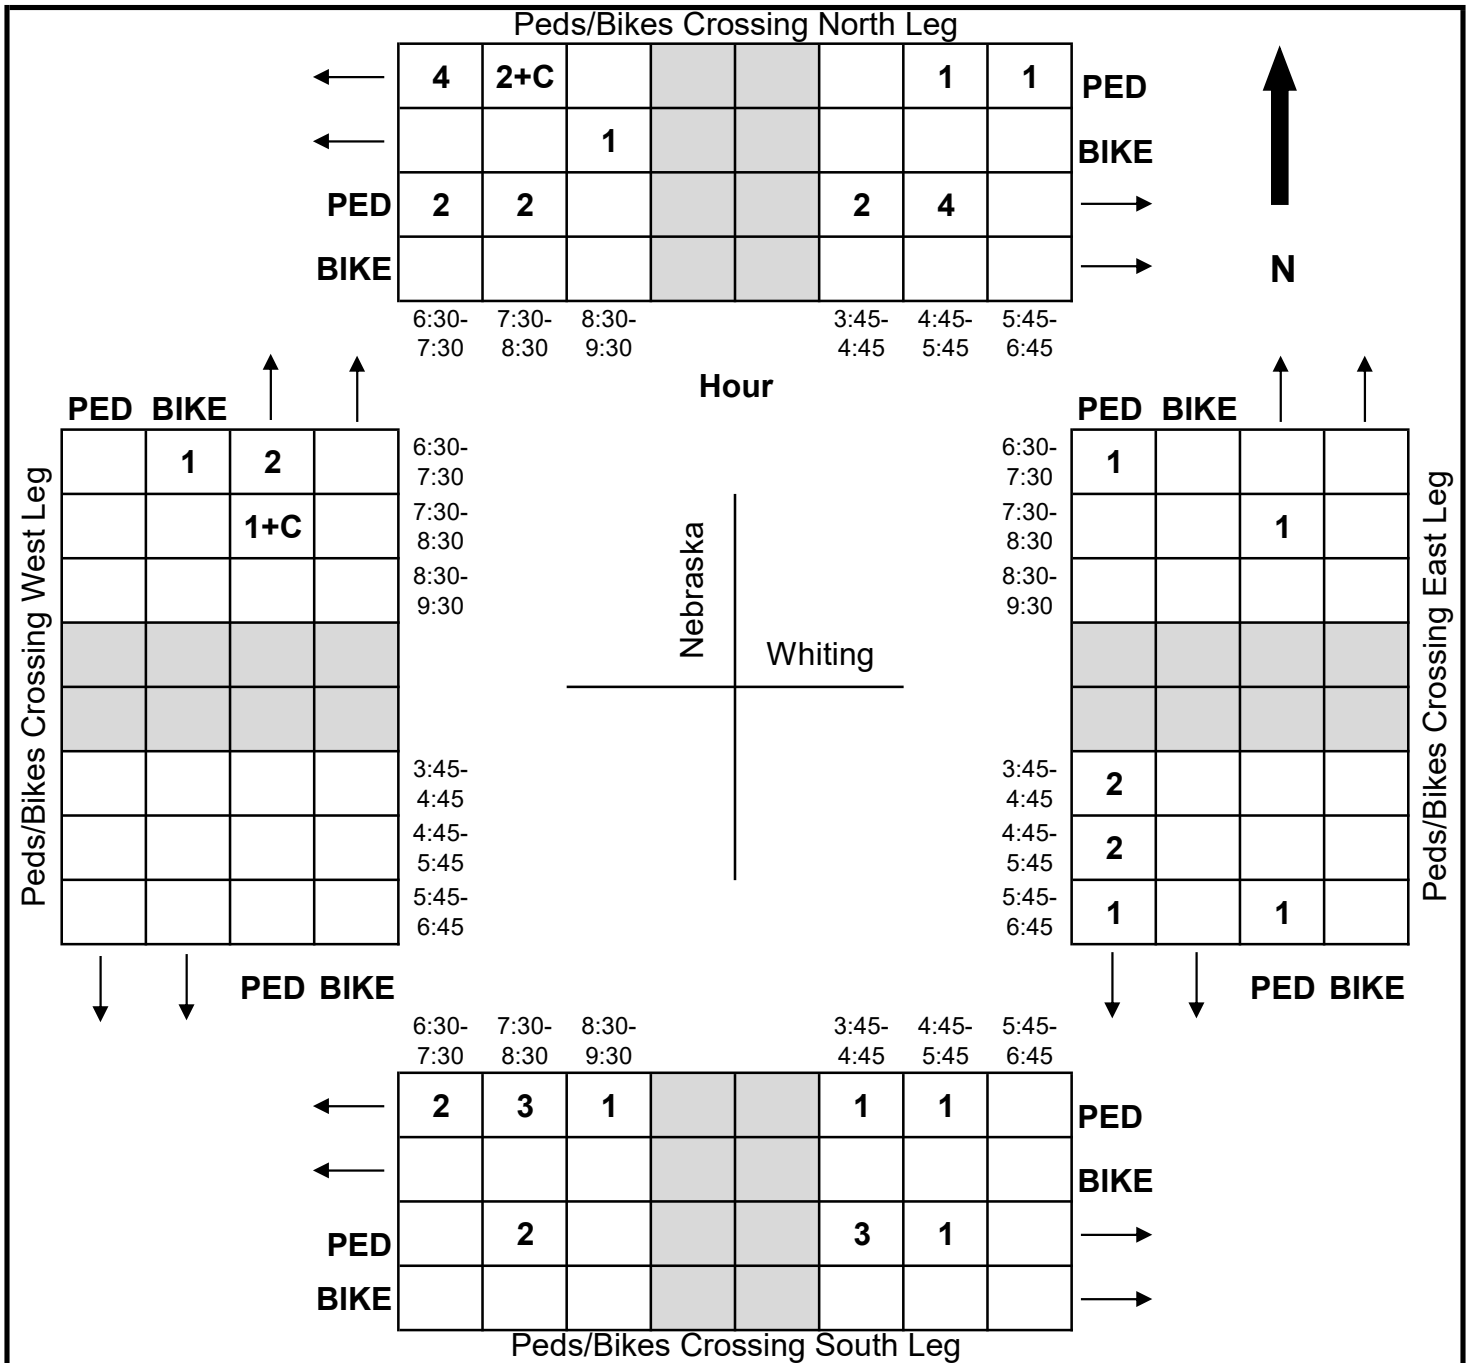 Peds/Bikes Crossing North Leg
4 2+C 1 1 PED
1 BIKE
PED 2 2 2 4
BIKE
N
6:30- 7:30- 8:30- 3:45- 4:45- 5:45-
7:30 8:30 9:30 4:45 5:45 6:45
Hour
PED BIKE
Peds/Bikes Crossing West Leg
1 2
1+C
PED BIKE
6:30-
7:30
7:30-
8:30
8:30-
9:30
3:45-
4:45
4:45-
5:45
5:45-
6:45
Nebraska
Whiting
6:30-
7:30
7:30-
8:30
8:30-
9:30
3:45-
4:45
4:45-
5:45
5:45-
6:45
PED BIKE
1
1
2
2
1 1
PED BIKE
Peds/Bikes Crossing East Leg
6:30- 7:30- 8:30- 3:45- 4:45- 5:45-
7:30 8:30 9:30 4:45 5:45 6:45
2 3 1 1 1 PED
BIKE
PED 2 3 1
BIKE
Peds/Bikes Crossing South Leg